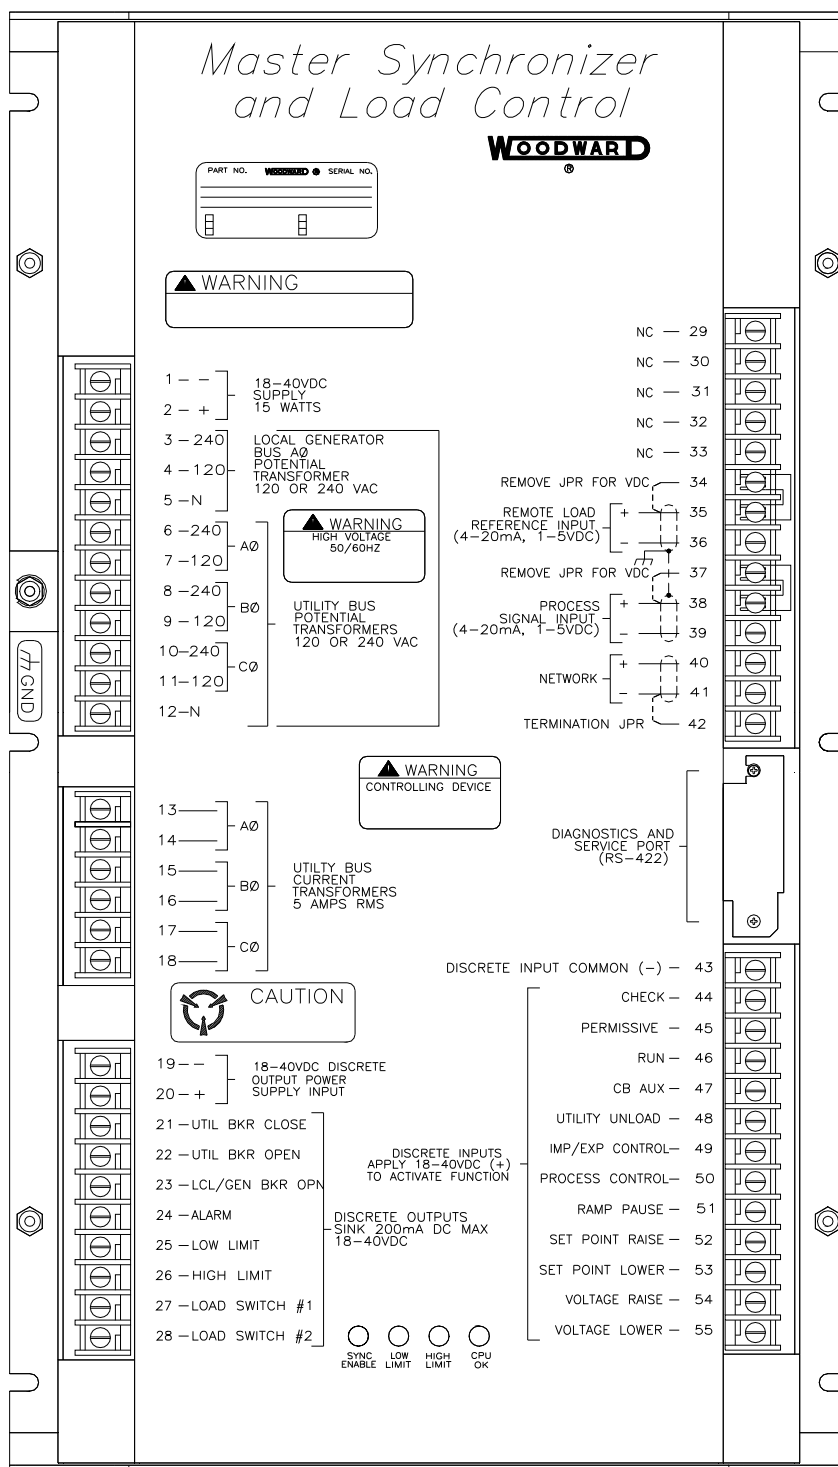 Master Synchronizer
and Load Control
WOODWARD
®
PART NO. WOODWARD ® SERIAL NO.
WARNING
1 – –
2 – +
18–40VDC
SUPPLY
15 WATTS
3 –240
4 –120
5 –N
LOCAL GENERATOR
BUS AØ
POTENTIAL
TRANSFORMER
120 OR 240 VAC
WARNING
HIGH VOLTAGE
50/60HZ
6 –240
7 –120
AØ
8 –240
9 –120
BØ
10–240
11–120
CØ
12–N
UTILITY BUS
POTENTIAL
TRANSFORMERS
120 OR 240 VAC
GND
NC – 29
NC – 30
NC – 31
NC – 32
NC – 33
REMOVE JPR FOR VDC 34
REMOTE LOAD
REFERENCE INPUT
(4–20mA, 1–5VDC)
+ 35
– 36
REMOVE JPR FOR VDC 37
PROCESS
SIGNAL INPUT
(4–20mA, 1–5VDC)
+ 38
– 39
NETWORK
+ 40
– 41
TERMINATION JPR 42
WARNING
CONTROLLING DEVICE
13
14
AØ
15
16
BØ
17
18
CØ
UTILTY BUS
CURRENT
TRANSFORMERS
5 AMPS RMS
DIAGNOSTICS AND
SERVICE PORT
(RS–422)
CAUTION
19 – –
20 – +
18–40VDC DISCRETE
OUTPUT POWER
SUPPLY INPUT
21 –UTIL BKR CLOSE
22 –UTIL BKR OPEN
23 –LCL/GEN BKR OPN
24 –ALARM
25 –LOW LIMIT
26 –HIGH LIMIT
27 –LOAD SWITCH #1
28 –LOAD SWITCH #2
DISCRETE OUTPUTS
SINK 200mA DC MAX
18–40VDC
DISCRETE INPUT COMMON (–) – 43
CHECK – 44
PERMISSIVE – 45
RUN – 46
CB AUX – 47
UTILITY UNLOAD – 48
IMP/EXP CONTROL– 49
PROCESS CONTROL– 50
RAMP PAUSE – 51
SET POINT RAISE – 52
SET POINT LOWER – 53
VOLTAGE RAISE – 54
VOLTAGE LOWER – 55
DISCRETE INPUTS
APPLY 18–40VDC (+)
TO ACTIVATE FUNCTION
SYNC
ENABLE
LOW
LIMIT
HIGH
LIMIT
CPU
OK